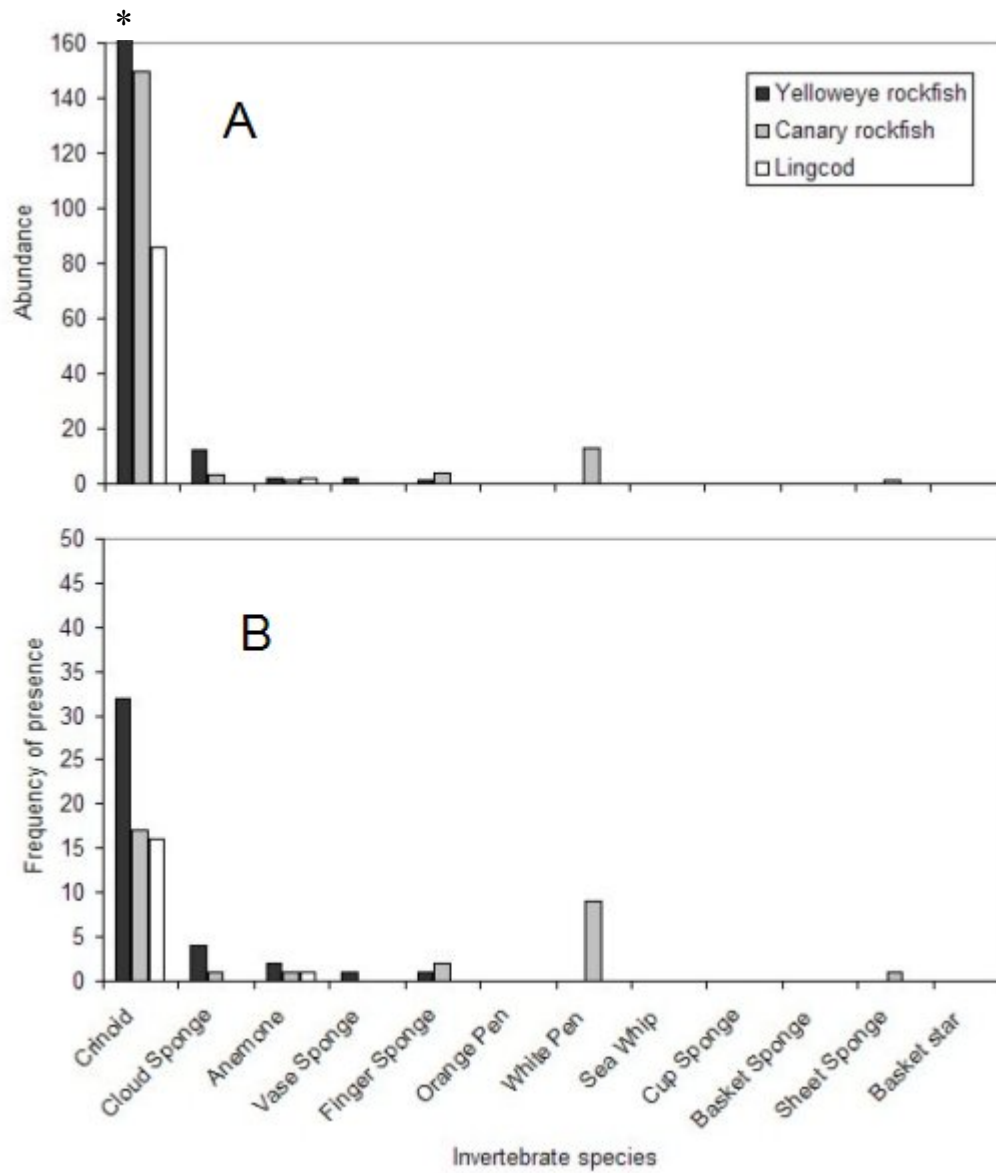 *
160
140
120
100
80
60
40
20
0
Abundance
A
Yelloweye rockfish
Canary rockfish
Lingcod
50
45
40
35
30
25
20
15
10
5
0
Frequency of presence
B
Crinoid
Cloud Sponge
Anemone
Vase Sponge
Finger Sponge
Orange Pen
White Pen
Sea Whip
Cup Sponge
Basket Sponge
Sheet Sponge
Basket star
Invertebrate species